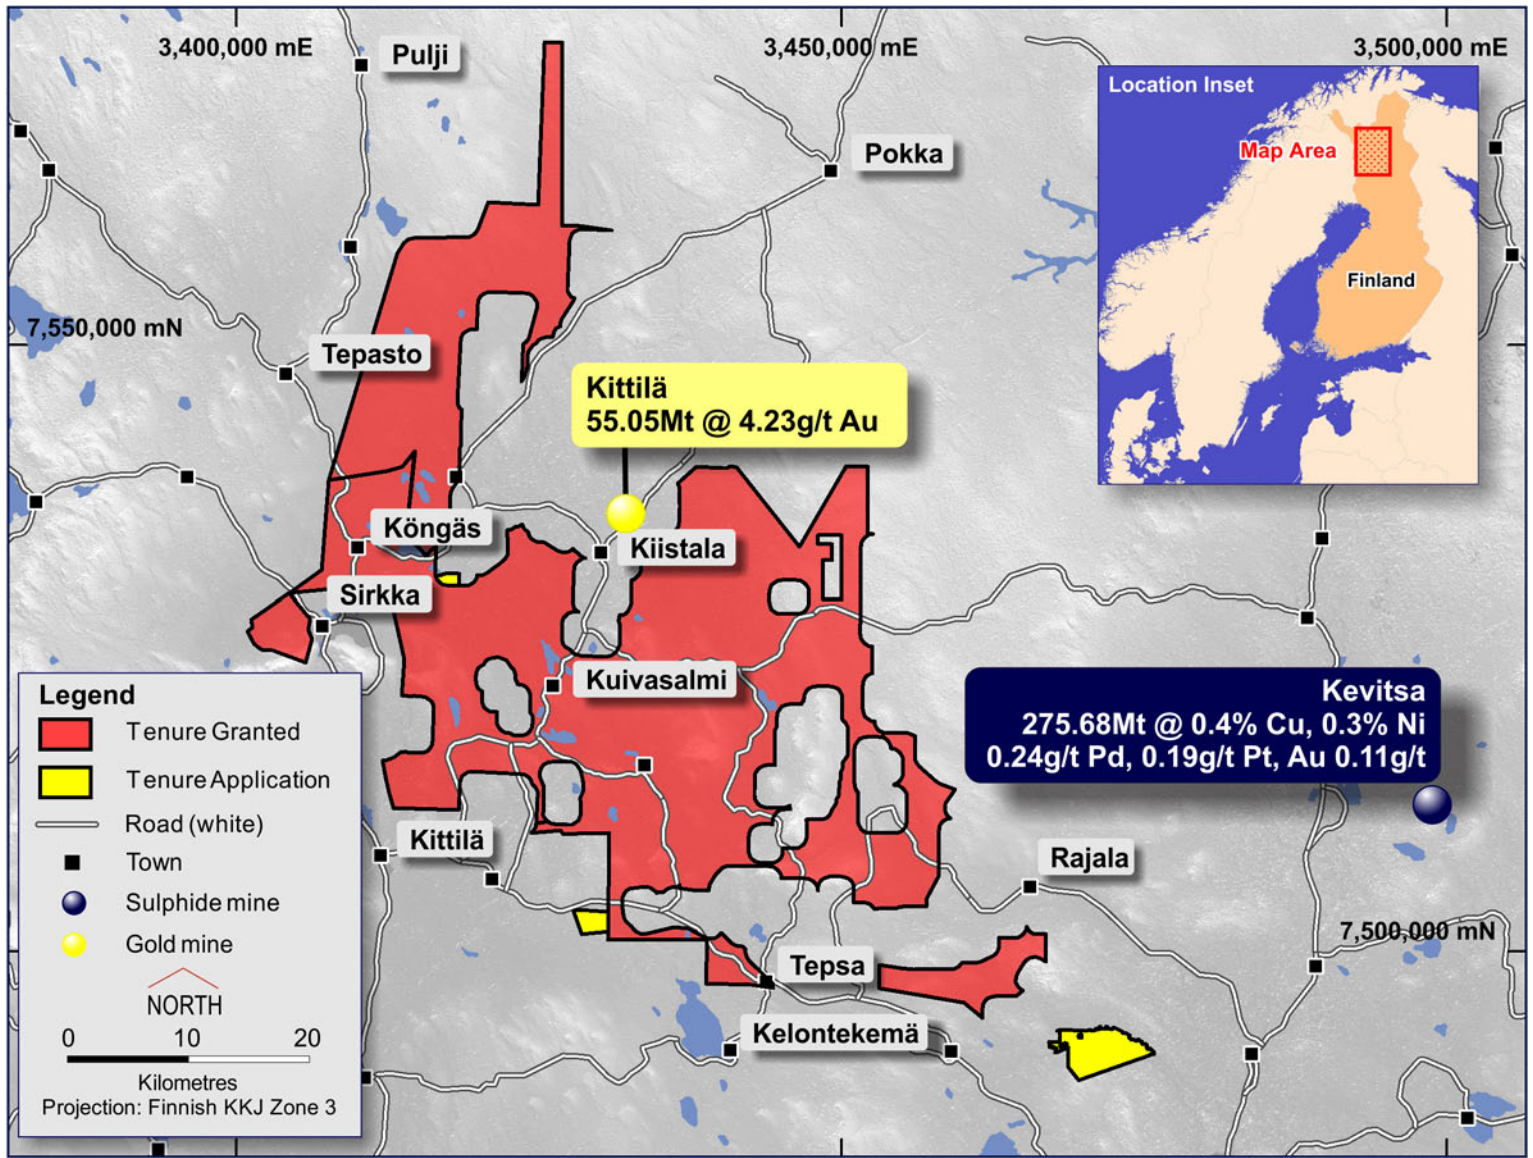 3,400,000 mE
3,450,000 mE
3,500,000 mE
Pulji
Pokka
Location Inset
Map Area
Finland
7,550,000 mN
Tepasto
Kittilä
55.05Mt @ 4.23g/t Au
Köngäs
Kiistala
Sirkka
Kuivasalmi
Kevitsa
275.68Mt @ 0.4% Cu, 0.3% Ni
0.24g/t Pd, 0.19g/t Pt, Au 0.11g/t
Legend
Tenure Granted
Tenure Application
Road (white)
Town
Sulphide mine
Gold mine
NORTH
0 10 20
Kilometres
Projection: Finnish KKJ Zone 3
Kittilä
Rajala
7,500,000 mN
Tepsa
Kelontekemä